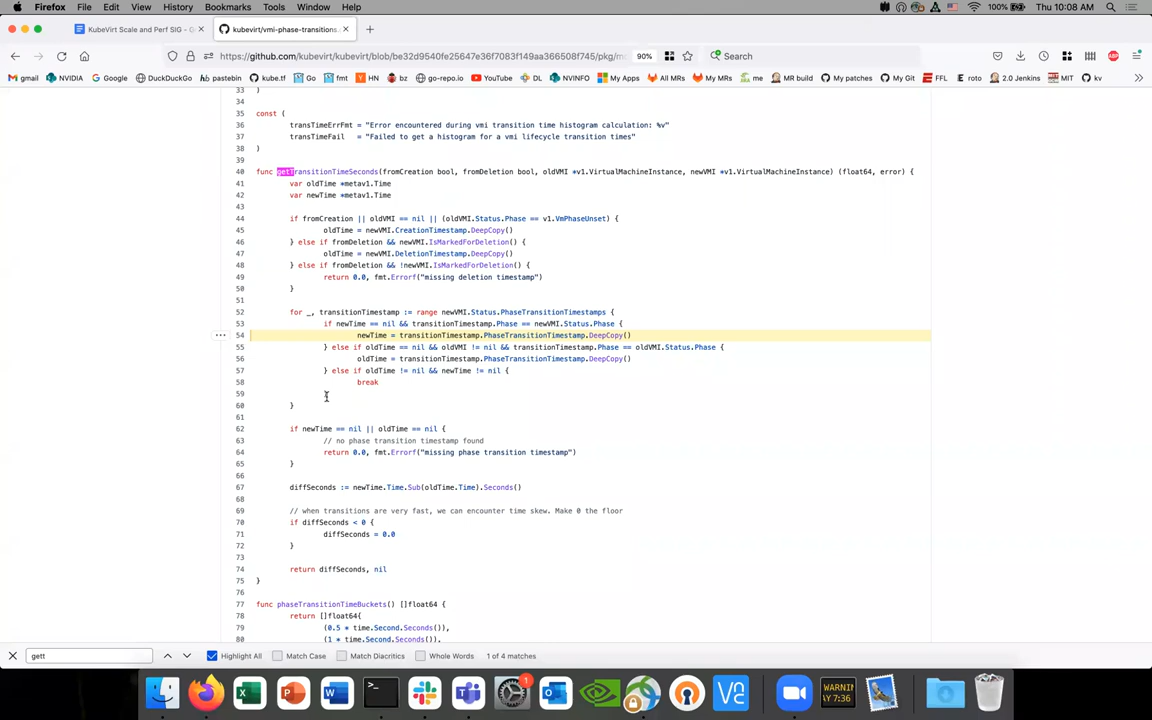 Firefox File Edit View History Bookmarks Tools Window Help
100% Thu 10:08 AM
KubeVirt Scale and Perf SIG - G
kubevirt/vmi-phase-transitions.
https://github.com/kubevirt/kubevirt/blob/be32d9540fe25647e36f7083f149aa366508f745/pkg/mo
90%
Search
gmail NVIDIA Google DuckDuckGo pastebin kube.tf Go fmt HN bz go-repo.io YouTube DL NVINFO My Apps All MRs My MRs me MR build My patches My Git FFL roto 2.0 Jenkins MIT kv
33 )
34
35 const (
36 transTimeErrFmt = "Error encountered during vmi transition time histogram calculation: %v"
37 transTimeFail = "Failed to get a histogram for a vmi lifecycle transition times"
38 )
39
40 func getTransitionTimeSeconds(fromCreation bool, fromDeletion bool, oldVMI *v1.VirtualMachineInstance, newVMI *v1.VirtualMachineInstance) (float64, error) {
41 var oldTime *metav1.Time
42 var newTime *metav1.Time
43
44 if fromCreation || oldVMI == nil || (oldVMI.Status.Phase == v1.VmPhaseUnset) {
45 oldTime = newVMI.CreationTimestamp.DeepCopy()
46 } else if fromDeletion && newVMI.IsMarkedForDeletion() {
47 oldTime = newVMI.DeletionTimestamp.DeepCopy()
48 } else if fromDeletion && !newVMI.IsMarkedForDeletion() {
49 return 0.0, fmt.Errorf("missing deletion timestamp")
50 }
51
52 for _, transitionTimestamp := range newVMI.Status.PhaseTransitionTimestamps {
53 if newTime == nil && transitionTimestamp.Phase == newVMI.Status.Phase {
54 newTime = transitionTimestamp.PhaseTransitionTimestamp.DeepCopy()
55 } else if oldTime == nil && oldVMI != nil && transitionTimestamp.Phase == oldVMI.Status.Phase {
56 oldTime = transitionTimestamp.PhaseTransitionTimestamp.DeepCopy()
57 } else if oldTime != nil && newTime != nil {
58 break
59
60 }
61
62 if newTime == nil || oldTime == nil {
63 // no phase transition timestamp found
64 return 0.0, fmt.Errorf("missing phase transition timestamp")
65 }
66
67 diffSeconds := newTime.Time.Sub(oldTime.Time).Seconds()
68
69 // when transitions are very fast, we can encounter time skew. Make 0 the floor
70 if diffSeconds < 0 {
71 diffSeconds = 0.0
72 }
73
74 return diffSeconds, nil
75 }
76
77 func phaseTransitionTimeBuckets() []float64 {
78 return []float64{
79 (0.5 * time.Second.Seconds()),
80 (1 * time.Second.Seconds()),
gett
Highlight All Match Case Match Diacritics Whole Words 1 of 4 matches
1
WARNIN
AY 7:36